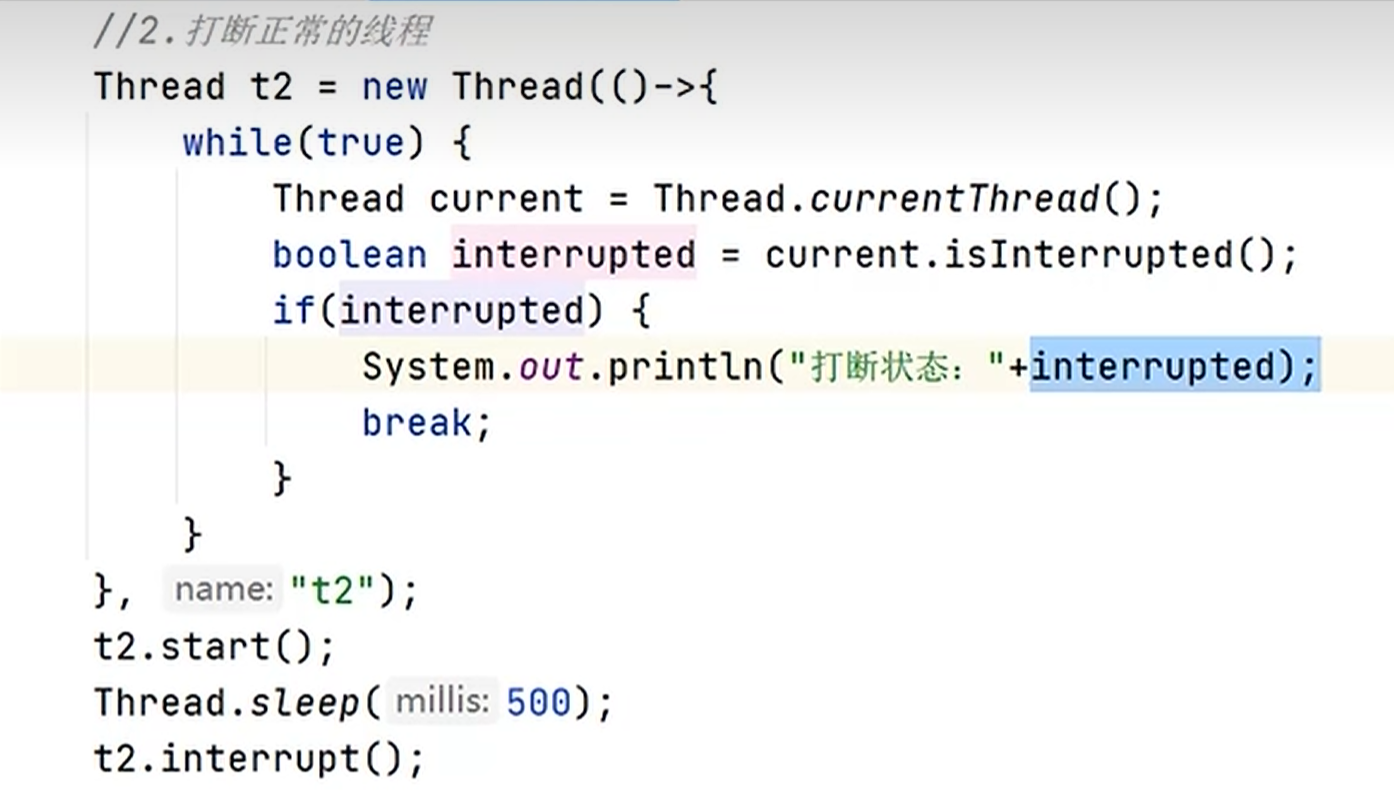 //2.打断正常的线程
Thread t2 = new Thread(()->{
while(true) {
Thread current = Thread.currentThread();
boolean interrupted = current.isInterrupted();
if(interrupted) {
System.out.println("打断状态："+interrupted);
break;
}
}
}, name: "t2");
t2.start();
Thread.sleep( millis: 500);
t2.interrupt();